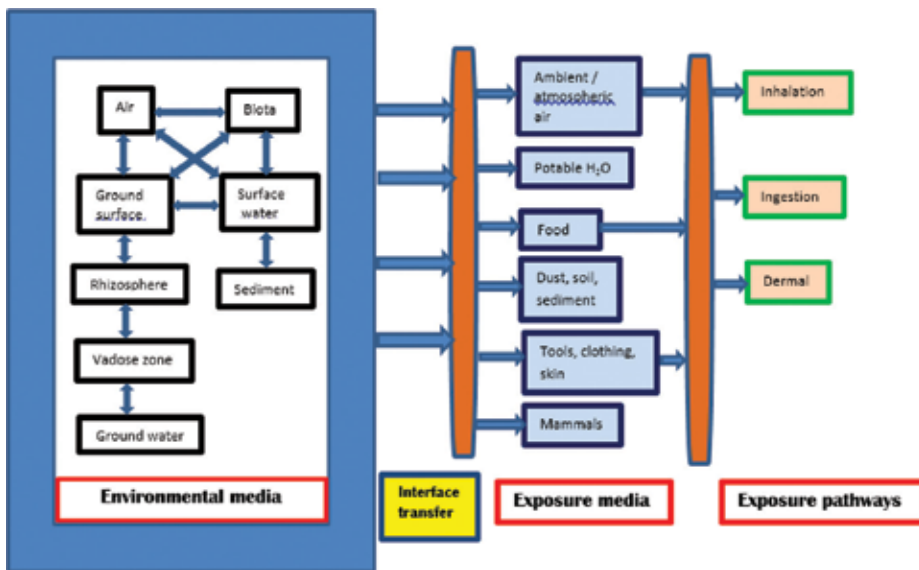 Air
Biota
Ground
surface.
Surface
water
Rhizosphere
Sediment
Vadose zone
Ground water
Environmental media
Interface
transfer
Ambient /
atmospheric
air
Potable H₂O
Food
Dust, soil,
sediment
Tools, clothing,
skin
Mammals
Exposure media
Inhalation
Ingestion
Dermal
Exposure pathways